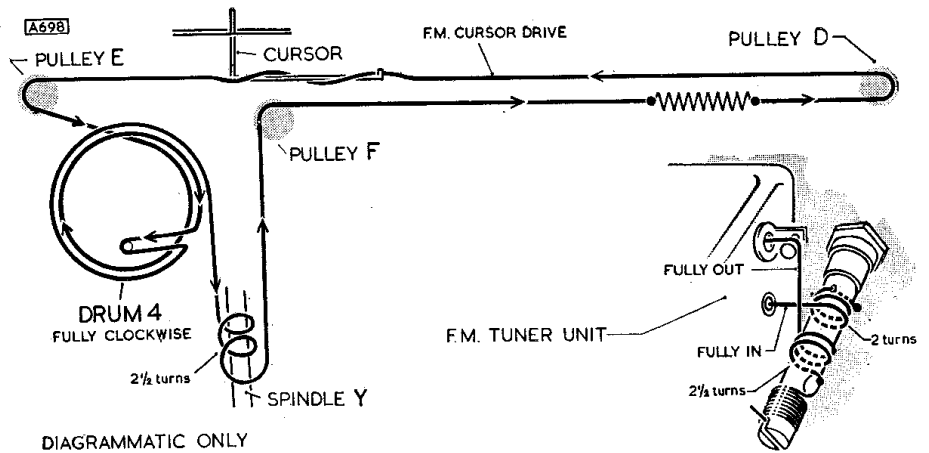 A698
PULLEY E
CURSOR
F.M. CURSOR DRIVE
PULLEY D
PULLEY F
DRUM 4
FULLY CLOCKWISE
2½ turns
SPINDLE Y
DIAGRAMMATIC ONLY
FULLY OUT
F.M. TUNER UNIT
FULLY IN
2 turns
2½ turns